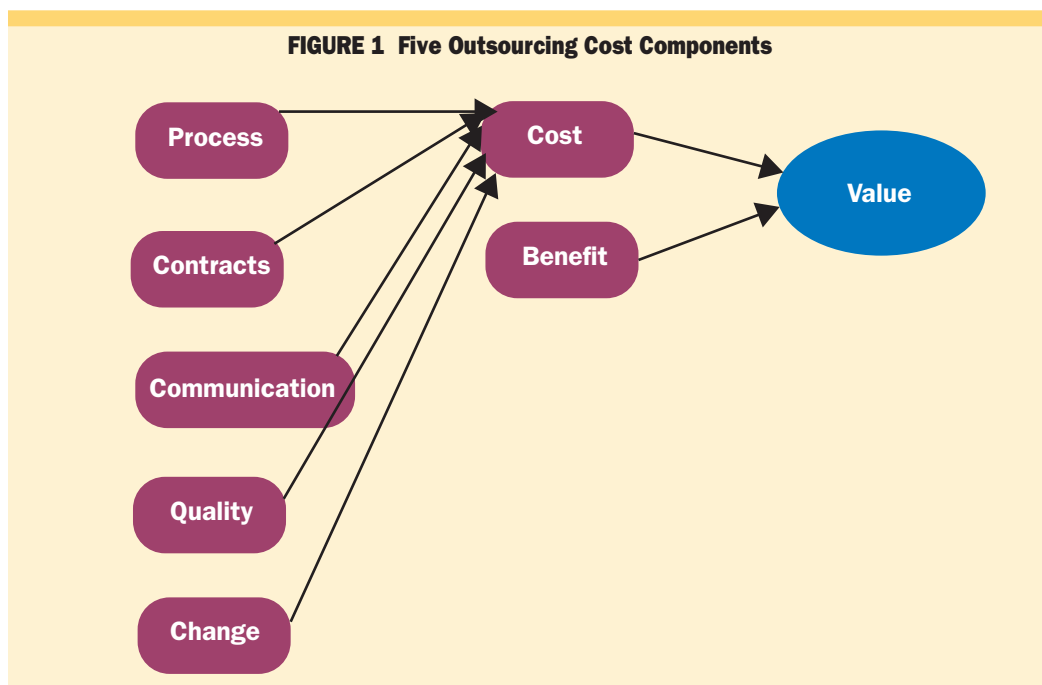 FIGURE 1 Five Outsourcing Cost Components
Process
Cost
Value
Contracts
Benefit
Communication
Quality
Change